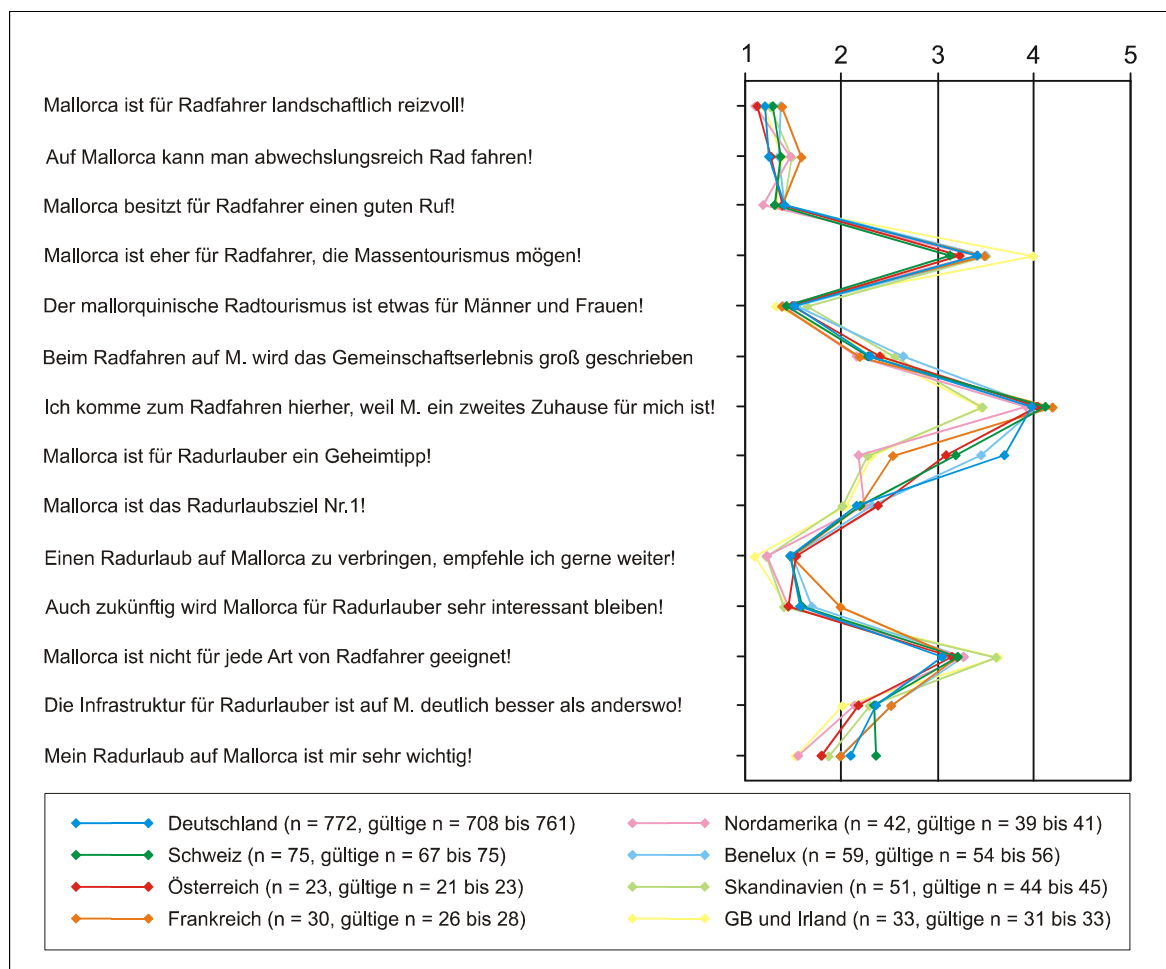 1 2 3 4 5
Mallorca ist für Radfahrer landschaftlich reizvoll!
Auf Mallorca kann man abwechslungsreich Rad fahren!
Mallorca besitzt für Radfahrer einen guten Ruf!
Mallorca ist eher für Radfahrer, die Massentourismus mögen!
Der mallorquinische Radtourismus ist etwas für Männer und Frauen!
Beim Radfahren auf M. wird das Gemeinschaftserlebnis groß geschrieben
Ich komme zum Radfahren hierher, weil M. ein zweites Zuhause für mich ist!
Mallorca ist für Radurlauber ein Geheimtipp!
Mallorca ist das Radurlaubsziel Nr.1!
Einen Radurlaub auf Mallorca zu verbringen, empfehle ich gerne weiter!
Auch zukünftig wird Mallorca für Radurlauber sehr interessant bleiben!
Mallorca ist nicht für jede Art von Radfahrer geeignet!
Die Infrastruktur für Radurlauber ist auf M. deutlich besser als anderswo!
Mein Radurlaub auf Mallorca ist mir sehr wichtig!
Deutschland (n = 772, gültige n = 708 bis 761)
Schweiz (n = 75, gültige n = 67 bis 75)
Österreich (n = 23, gültige n = 21 bis 23)
Frankreich (n = 30, gültige n = 26 bis 28)
Nordamerika (n = 42, gültige n = 39 bis 41)
Benelux (n = 59, gültige n = 54 bis 56)
Skandinavien (n = 51, gültige n = 44 bis 45)
GB und Irland (n = 33, gültige n = 31 bis 33)